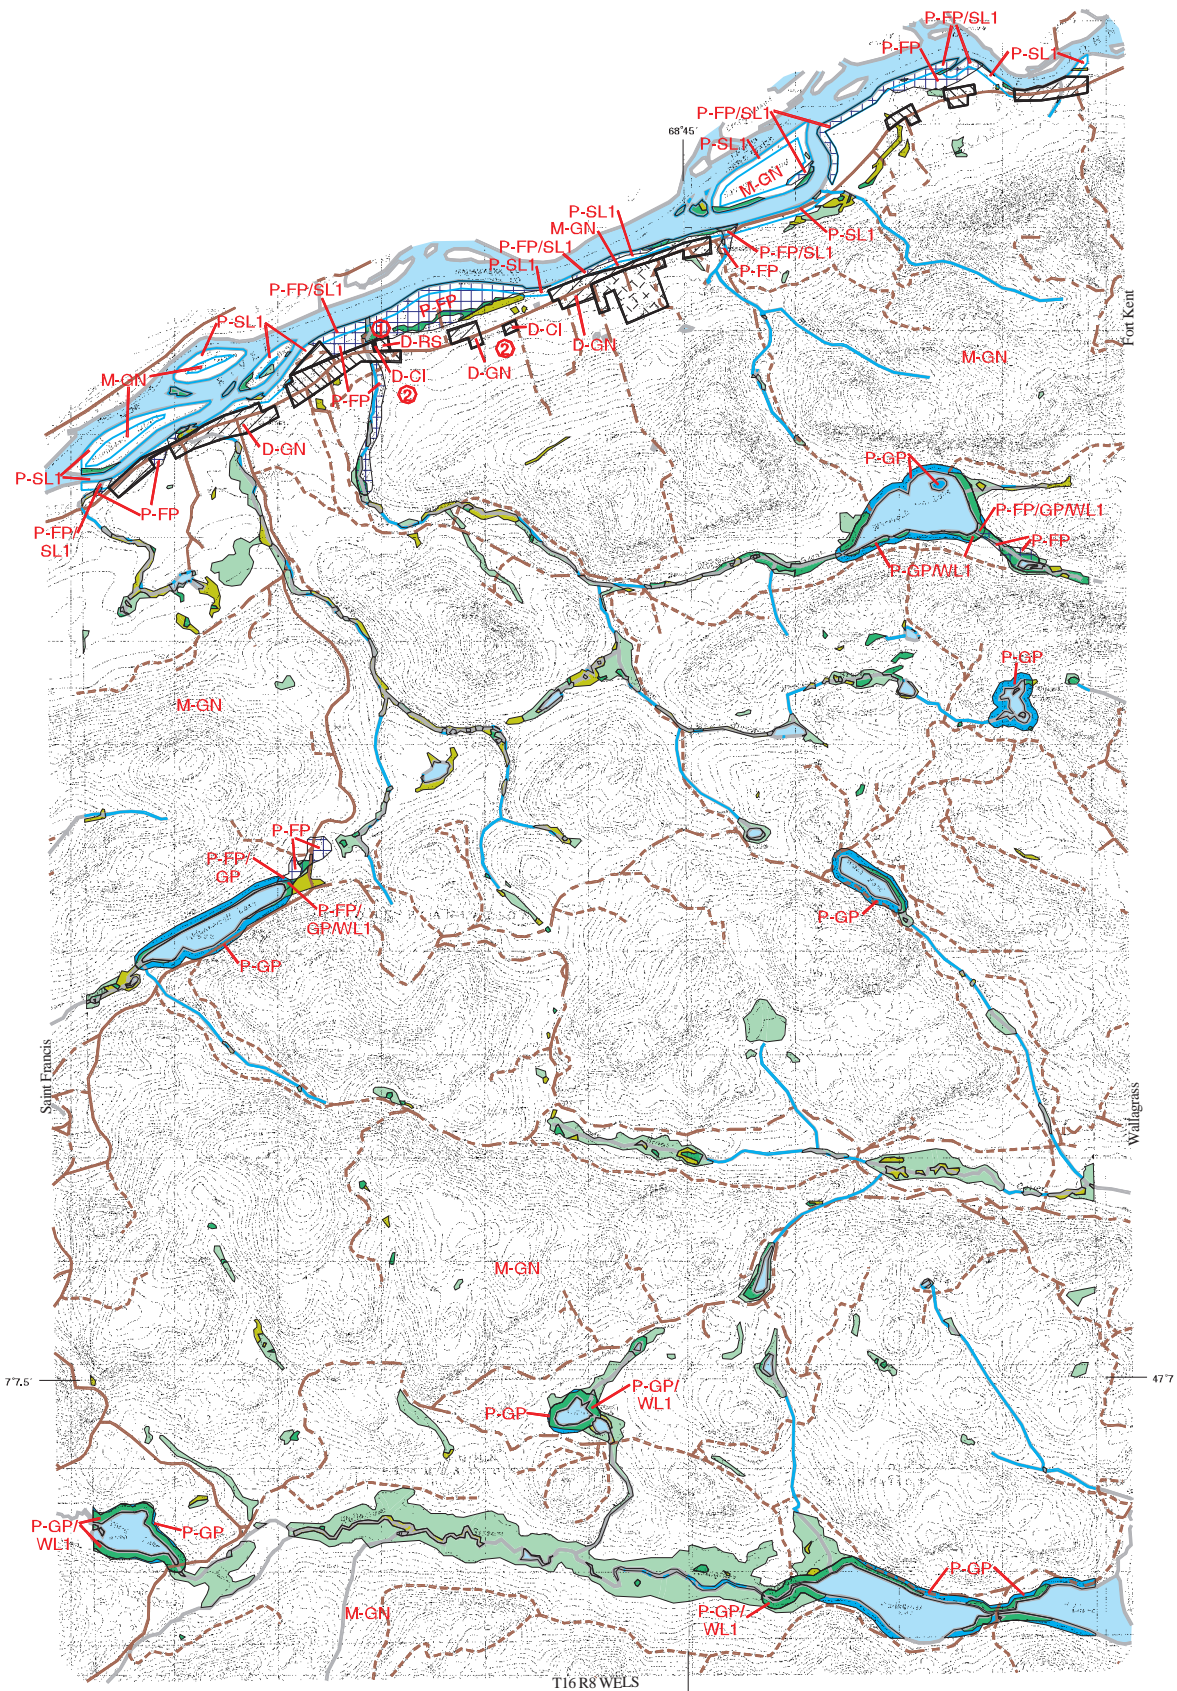 P-FP/SL1
P-FP
P-SL1
P-FP/SL1
68°45'
P-SL1
M-GN
P-SL1
M-GN
P-SL1
P-FP/SL1
P-FP/SL1
P-SL1
P-FP
P-FP/SL1
P-FP
Fort Kent
P-SL1
1
D-RS
D-CI
D-GN
M-GN
2
M-GN
D-CI
D-GN
P-FP
2
D-GN
P-GP
P-SL1
P-FP
P-FP/GP/WL1
P-FP/
SL1
P-FP
P-GP/WL1
P-GP
M-GN
P-FP
P-FP/
GP
P-FP/
GP/WL1
P-GP
P-GP
Saint Francis
Wallagrass
M-GN
7°7.5'
47°7
P-GP/
WL1
P-GP
P-GP/
WL1
P-GP
P-GP
M-GN
P-GP/
WL1
T16 R8 WELS